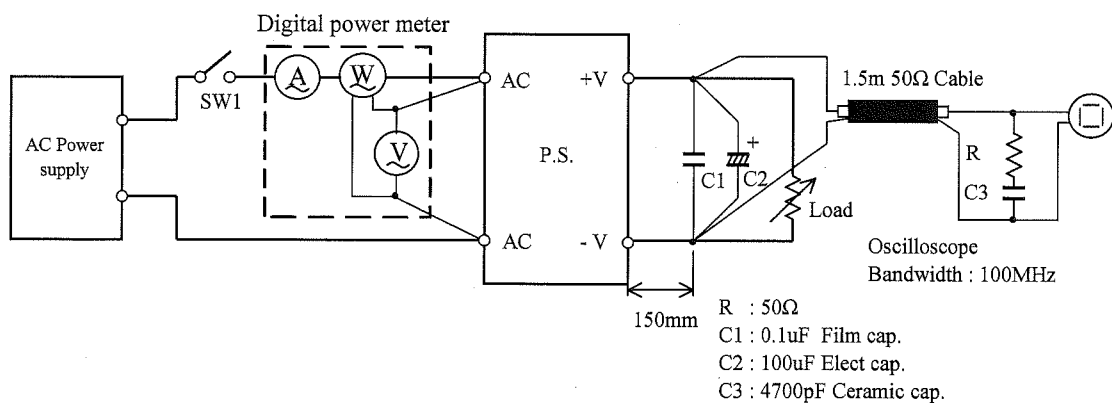 Digital power meter
SW1
A
W
V
AC Power
supply
AC
+V
P.S.
AC
- V
C1
+
C2
Load
1.5m 50Ω Cable
R
C3
Oscilloscope
Bandwidth : 100MHz
150mm
R : 50Ω
C1 : 0.1uF Film cap.
C2 : 100uF Elect cap.
C3 : 4700pF Ceramic cap.